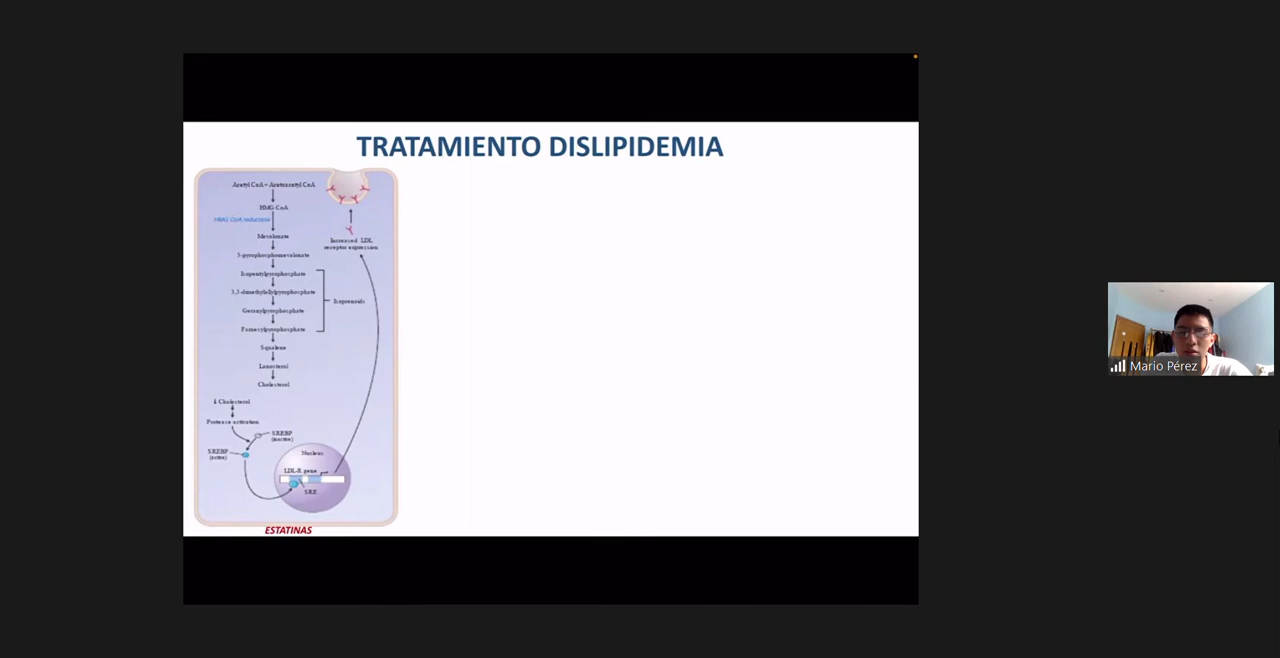 TRATAMIENTO DISLIPIDEMIA
Acetyl CoA + Acetoacetyl CoA
HMG-CoA
HMG-CoA reductase
Mevalonate
5-pyrophosphomevalonate
Isopentylpyrophosphate
3,3-dimethylallylpyrophosphate
Geranylpyrophosphate
Farnesylpyrophosphate
Squalene
Lanosterol
Cholesterol
Isoprenoids
Increased LDL
receptor expression
↓ Cholesterol
Protease activation
SREBP
(inactive)
SREBP
(active)
Nucleus
LDL-R gene
SRE
ESTATINAS
Mario Pérez